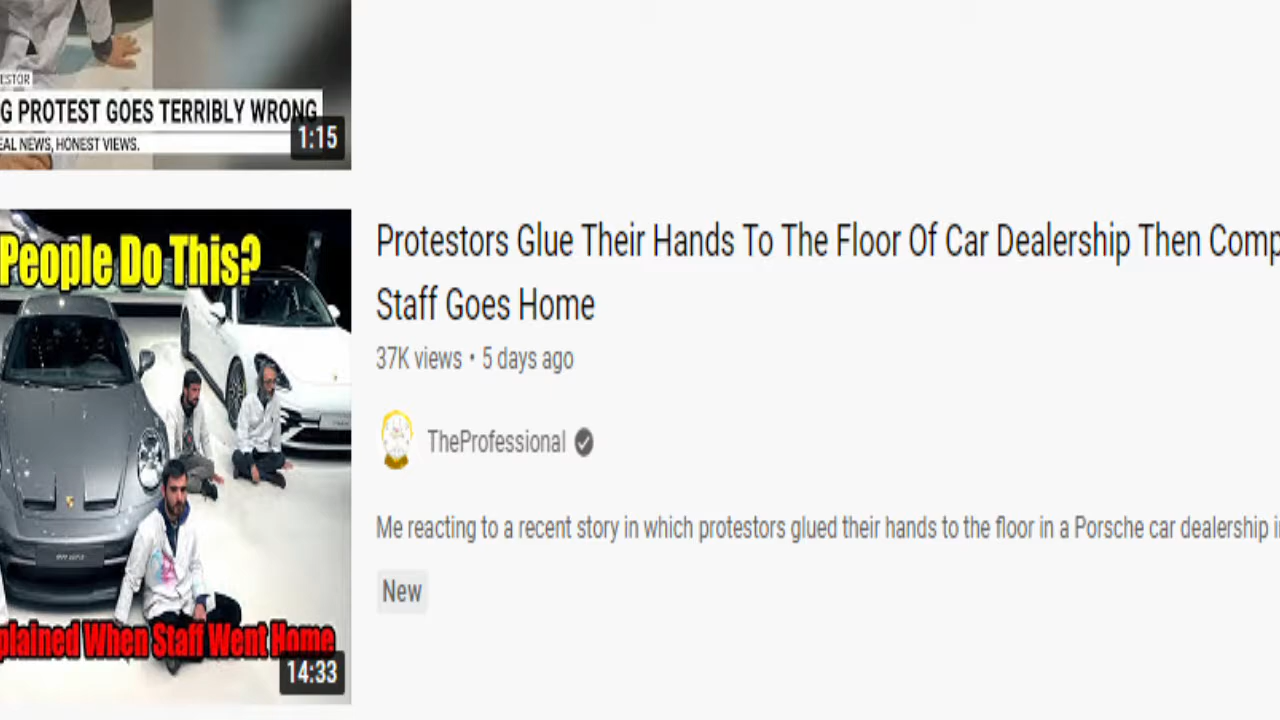 ESTOR
G PROTEST GOES TERRIBLY WRONG
EAL NEWS, HONEST VIEWS.
1:15
People Do This?
plained When Staff Went Home
14:33
Protestors Glue Their Hands To The Floor Of Car Dealership Then Comp
Staff Goes Home
37K views • 5 days ago
TheProfessional
Me reacting to a recent story in which protestors glued their hands to the floor in a Porsche car dealership i
New